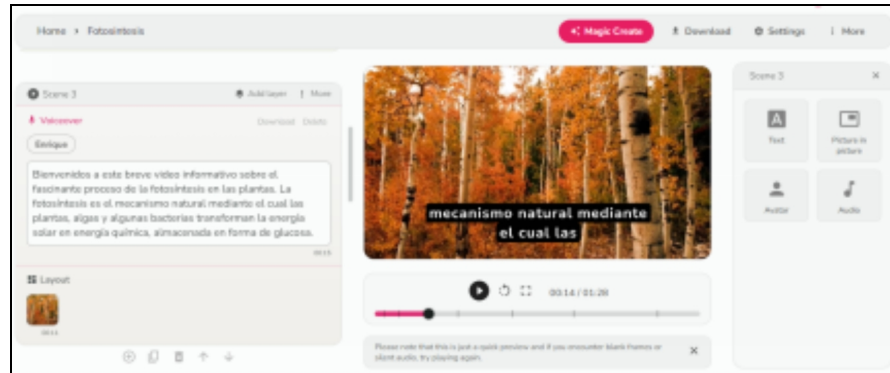 Home > Fotosintesis
Magic Create
Download
Settings
More
Scene 3
Add layer
More
Voiceover
Download Delete
Enrique
Bienvenidos a este breve video informativo sobre el
fascinante proceso de la fotosíntesis en las plantas. La
fotosíntesis es el mecanismo natural mediante el cual las
plantas, algas y algunas bacterias transforman la energía
solar en energía química, almacenada en forma de glucosa.
Layout
mecanismo natural mediante
el cual las
00:14 / 01:28
Please note that this is just a quick preview and if you encounter blank frames or
silent audio, try playing again.
Scene 3
Text
Picture in
picture
Avatar
Audio